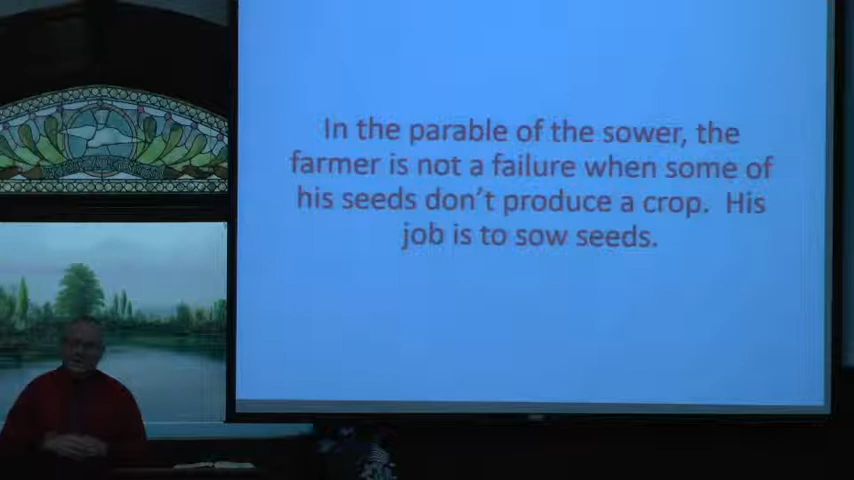 In the parable of the sower, the
farmer is not a failure when some of
his seeds don't produce a crop.  His
job is to sow seeds.